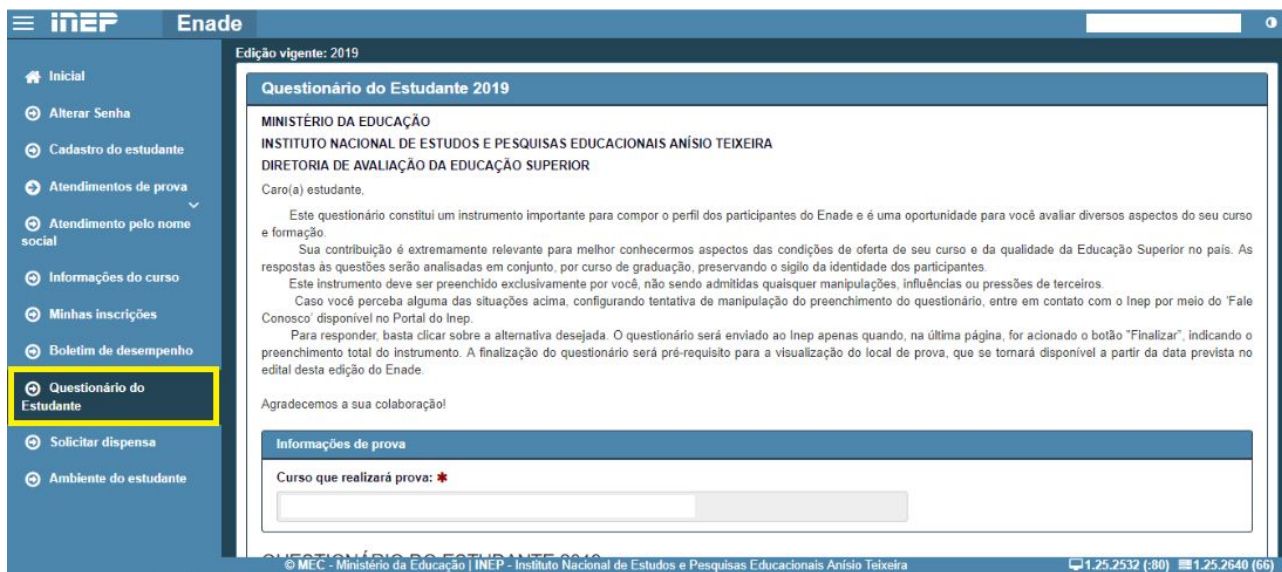 inep Enade
Edição vigente: 2019
Inicial
Alterar Senha
Cadastro do estudante
Atendimentos de prova
Atendimento pelo nome
social
Informações do curso
Minhas inscrições
Boletim de desempenho
Questionário do
Estudante
Solicitar dispensa
Ambiente do estudante
Questionário do Estudante 2019
MINISTÉRIO DA EDUCAÇÃO
INSTITUTO NACIONAL DE ESTUDOS E PESQUISAS EDUCACIONAIS ANÍSIO TEIXEIRA
DIRETORIA DE AVALIAÇÃO DA EDUCAÇÃO SUPERIOR
Caro(a) estudante,
Este questionário constitui um instrumento importante para compor o perfil dos participantes do Enade e é uma oportunidade para você avaliar diversos aspectos do seu curso
e formação.
Sua contribuição é extremamente relevante para melhor conhecermos aspectos das condições de oferta de seu curso e da qualidade da Educação Superior no país. As
respostas às questões serão analisadas em conjunto, por curso de graduação, preservando o sigilo da identidade dos participantes.
Este instrumento deve ser preenchido exclusivamente por você, não sendo admitidas quaisquer manipulações, influências ou pressões de terceiros.
Caso você perceba alguma das situações acima, configurando tentativa de manipulação do preenchimento do questionário, entre em contato com o Inep por meio do 'Fale
Conosco' disponível no Portal do Inep.
Para responder, basta clicar sobre a alternativa desejada. O questionário será enviado ao Inep apenas quando, na última página, for acionado o botão "Finalizar", indicando o
preenchimento total do instrumento. A finalização do questionário será pré-requisito para a visualização do local de prova, que se tornará disponível a partir da data prevista no
edital desta edição do Enade.
Agradecemos a sua colaboração!
Informações de prova
Curso que realizará prova: ✱
QUESTIONÁRIO DO ESTUDANTE 2019
© MEC - Ministério da Educação | INEP - Instituto Nacional de Estudos e Pesquisas Educacionais Anísio Teixeira
1.25.2532 (:80) 1.25.2640 (66)